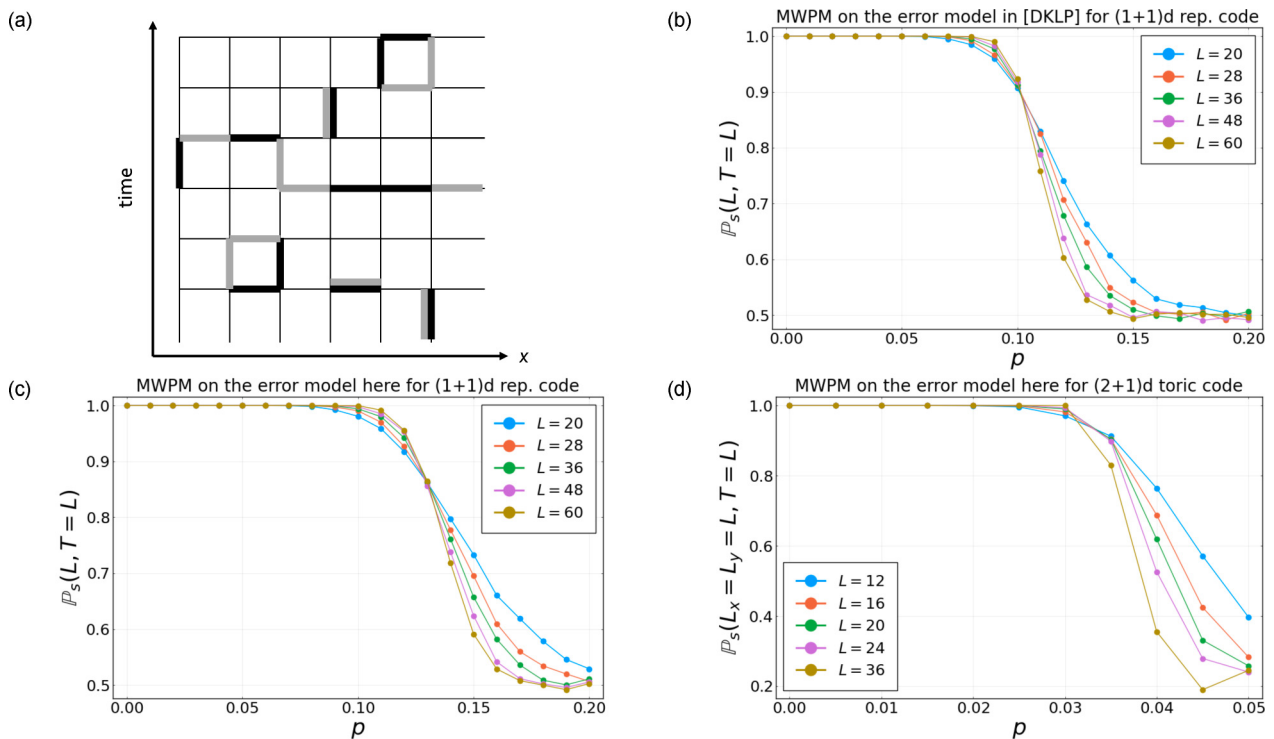 (a)
time
x
(b)
MWPM on the error model in [DKLP] for (1+1)d rep. code
ℙₛ(L, T = L)
1.0
0.9
0.8
0.7
0.6
0.5
L = 20
L = 28
L = 36
L = 48
L = 60
0.00
0.05
0.10
0.15
0.20
p
(c)
MWPM on the error model here for (1+1)d rep. code
ℙₛ(L, T = L)
1.0
0.9
0.8
0.7
0.6
0.5
L = 20
L = 28
L = 36
L = 48
L = 60
0.00
0.05
0.10
0.15
0.20
p
(d)
MWPM on the error model here for (2+1)d toric code
ℙₛ(Lₓ = L_y = L, T = L)
1.0
0.8
0.6
0.4
0.2
L = 12
L = 16
L = 20
L = 24
L = 36
0.00
0.01
0.02
0.03
0.04
0.05
p